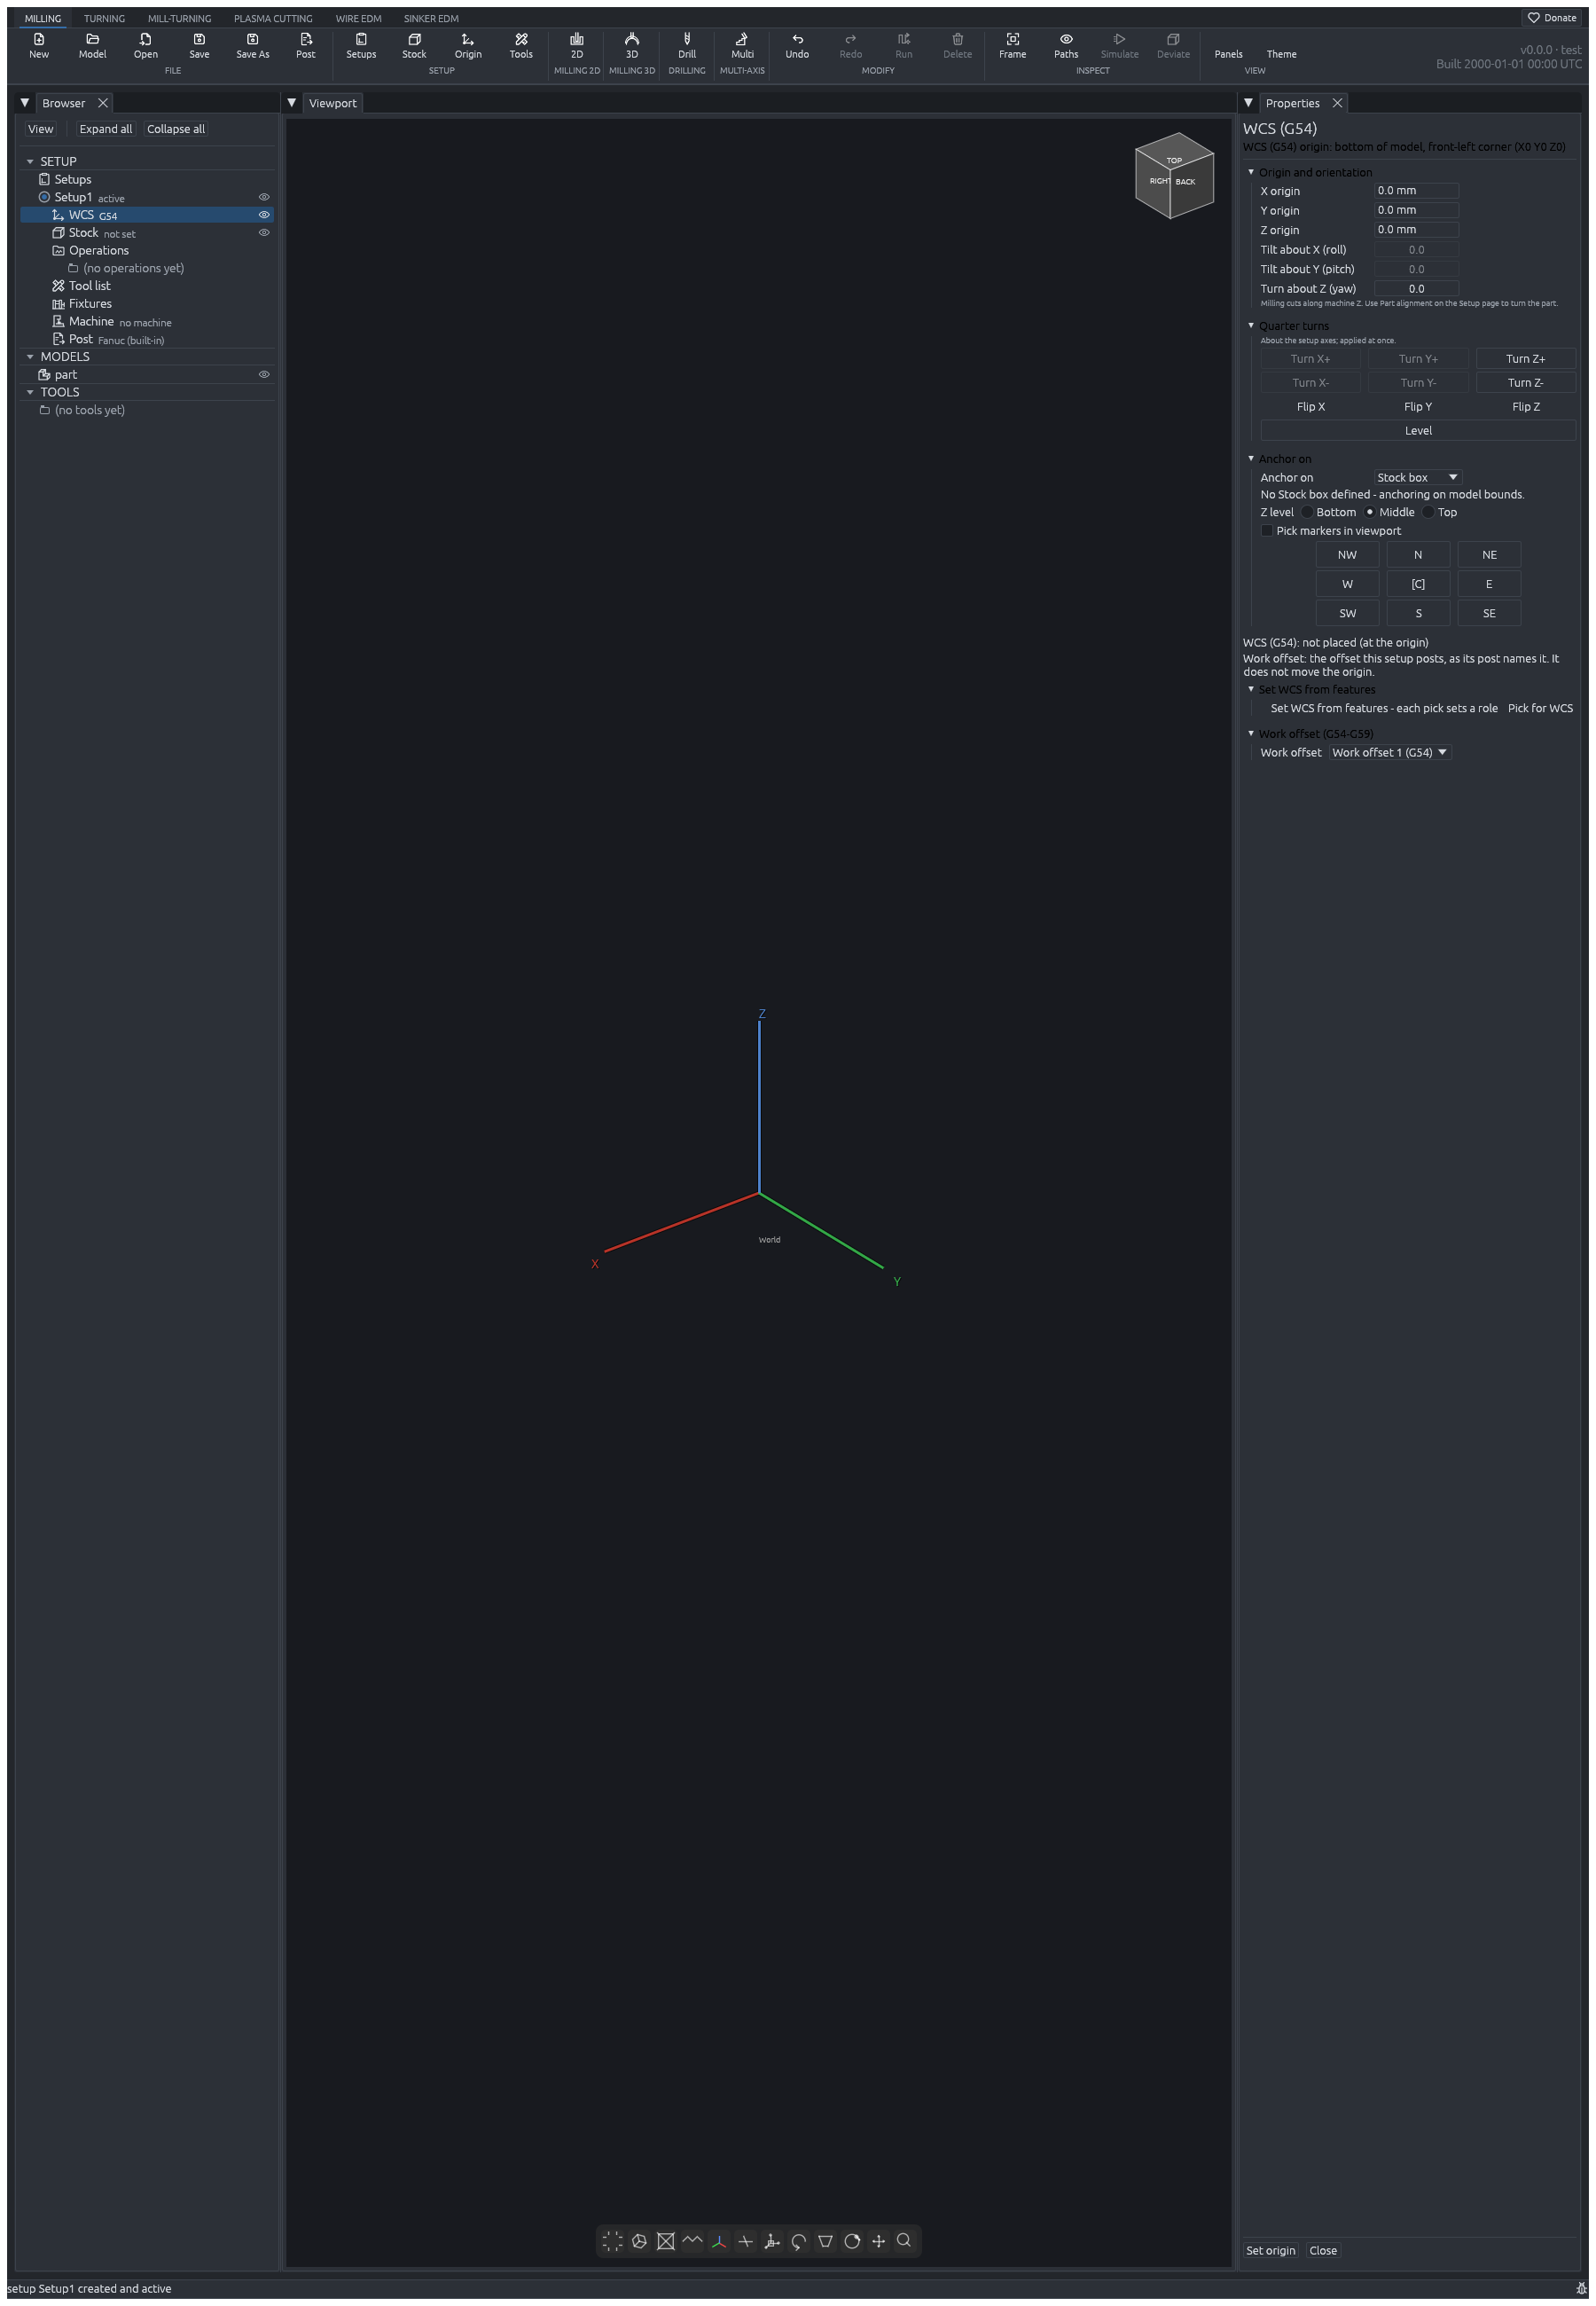 MILLING TURNING MILL-TURNING PLASMA CUTTING WIRE EDM SINKER EDM Donate
New Model Open Save Save As Post Setups Stock Origin Tools 2D 3D Drill Multi Undo Redo Run Delete Frame Paths Simulate Deviate Panels Theme
FILE SETUP MILLING 2D MILLING 3D DRILLING MULTI-AXIS MODIFY INSPECT VIEW
v0.0.0 · test
Built 2000-01-01 00:00 UTC
Browser
View Expand all Collapse all
SETUP
Setups
Setup1 active
WCS G54
Stock not set
Operations
(no operations yet)
Tool list
Fixtures
Machine no machine
Post Fanuc (built-in)
MODELS
part
TOOLS
(no tools yet)
Viewport
TOP
RIGHT BACK
Z
World
X
Y
Properties
WCS (G54)
WCS (G54) origin: bottom of model, front-left corner (X0 Y0 Z0)
Origin and orientation
X origin 0.0 mm
Y origin 0.0 mm
Z origin 0.0 mm
Tilt about X (roll) 0.0
Tilt about Y (pitch) 0.0
Turn about Z (yaw) 0.0
Milling cuts along machine Z. Use Part alignment on the Setup page to turn the part.
Quarter turns
About the setup axes; applied at once.
Turn X+ Turn Y+ Turn Z+
Turn X- Turn Y- Turn Z-
Flip X Flip Y Flip Z
Level
Anchor on
Anchor on Stock box
No Stock box defined - anchoring on model bounds.
Z level Bottom Middle Top
Pick markers in viewport
NW N NE
W [C] E
SW S SE
WCS (G54): not placed (at the origin)
Work offset: the offset this setup posts, as its post names it. It
does not move the origin.
Set WCS from features
Set WCS from features - each pick sets a role Pick for WCS
Work offset (G54-G59)
Work offset Work offset 1 (G54)
Set origin Close
setup Setup1 created and active